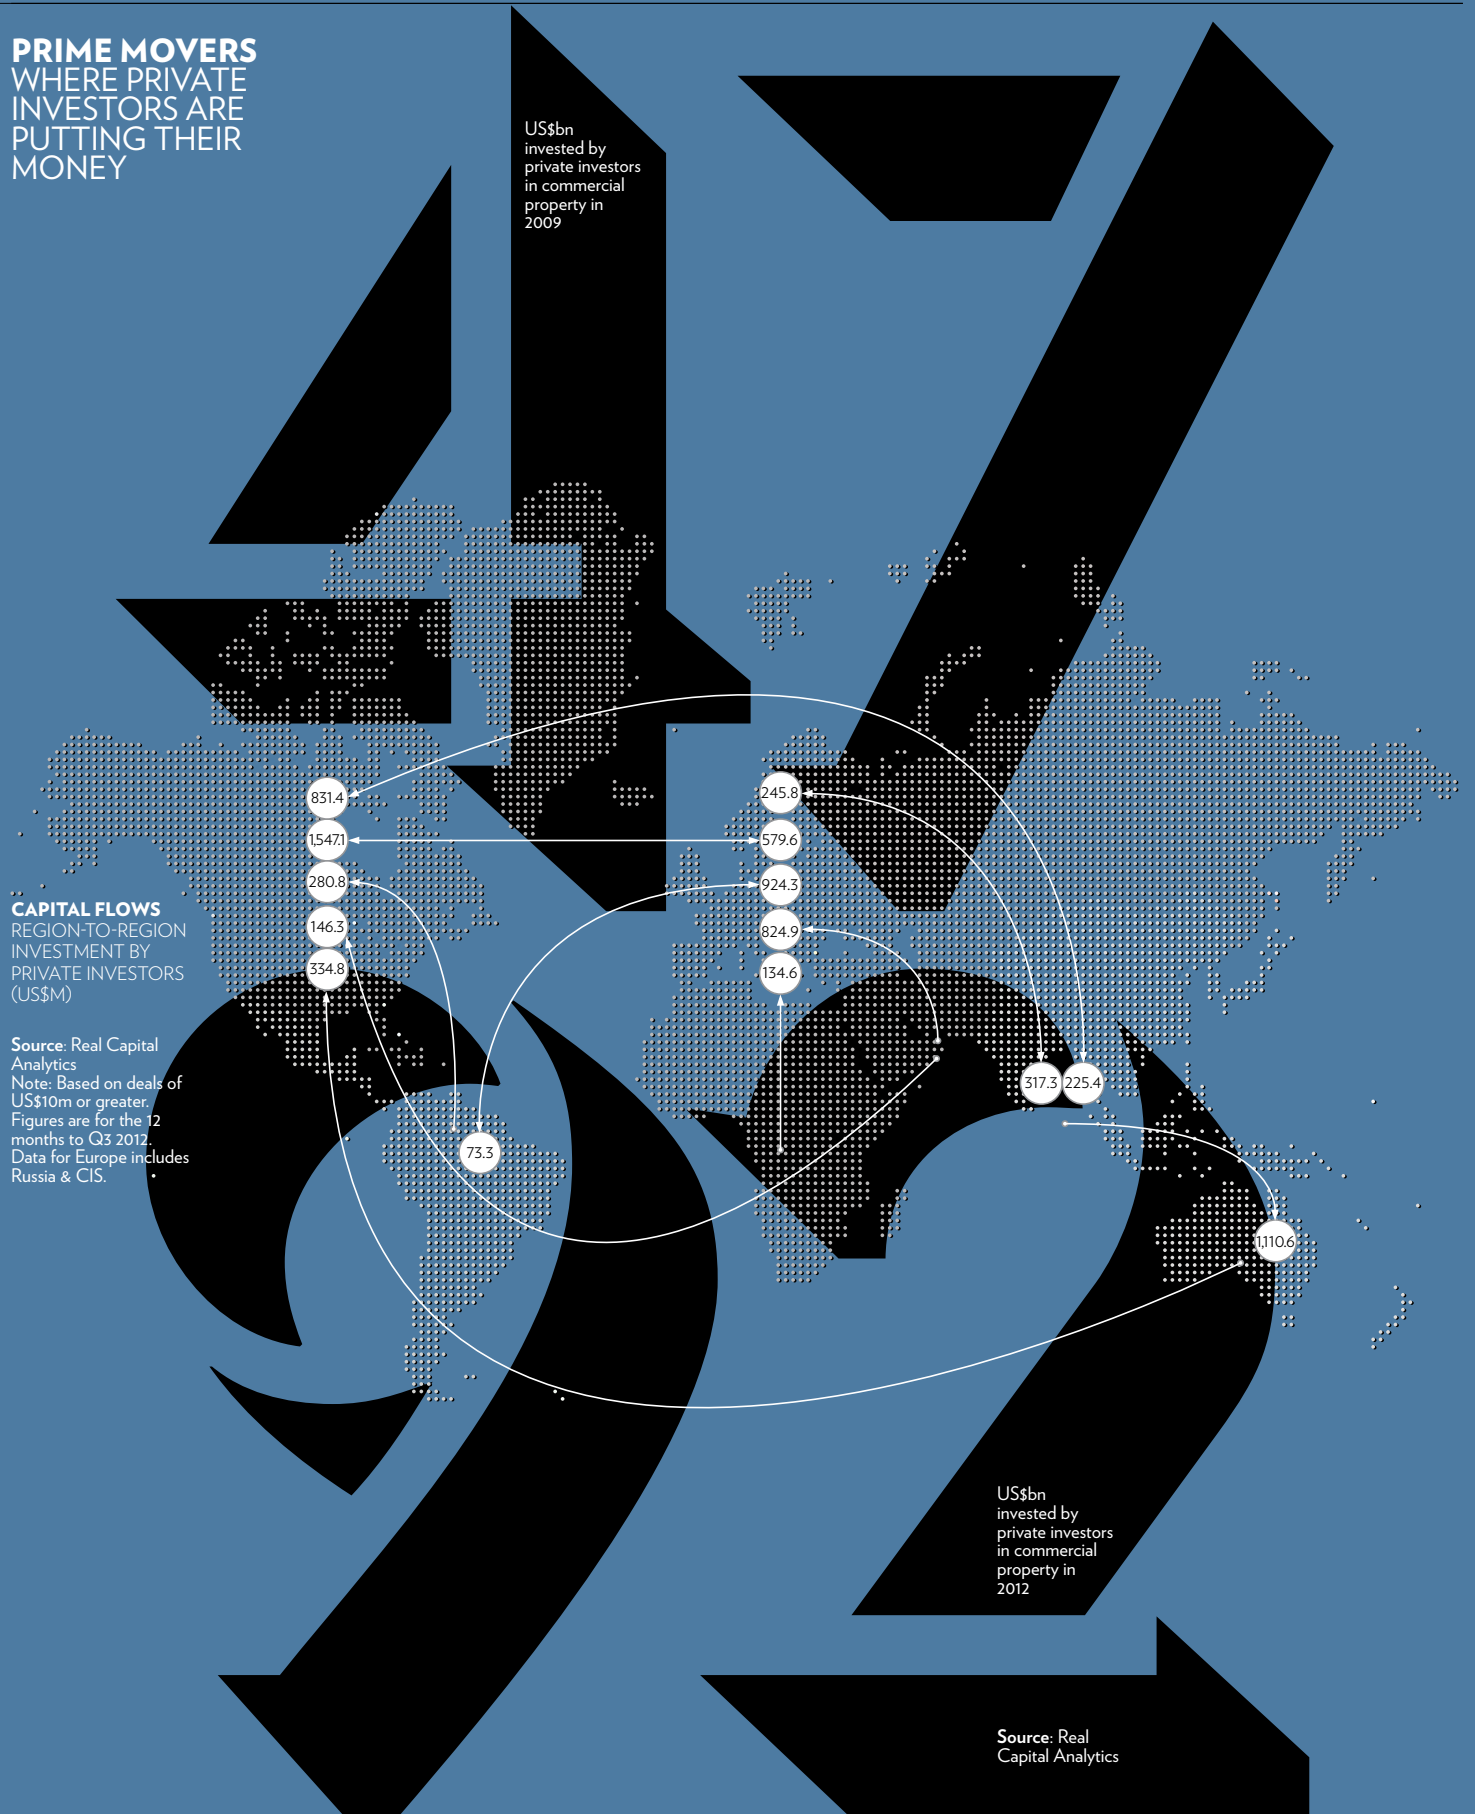 PRIME MOVERS
WHERE PRIVATE
INVESTORS ARE
PUTTING THEIR
MONEY
47
US$bn
invested by
private investors
in commercial
property in
2009
831.4
1,547.1
280.8
146.3
334.8
245.8
579.6
924.3
824.9
134.6
317.3
225.4
73.3
1,110.6
CAPITAL FLOWS
REGION-TO-REGION
INVESTMENT BY
PRIVATE INVESTORS
(US$M)
Source: Real Capital
Analytics
Note: Based on deals of
US$10m or greater.
Figures are for the 12
months to Q3 2012.
Data for Europe includes
Russia & CIS.
92
US$bn
invested by
private investors
in commercial
property in
2012
Source: Real
Capital Analytics